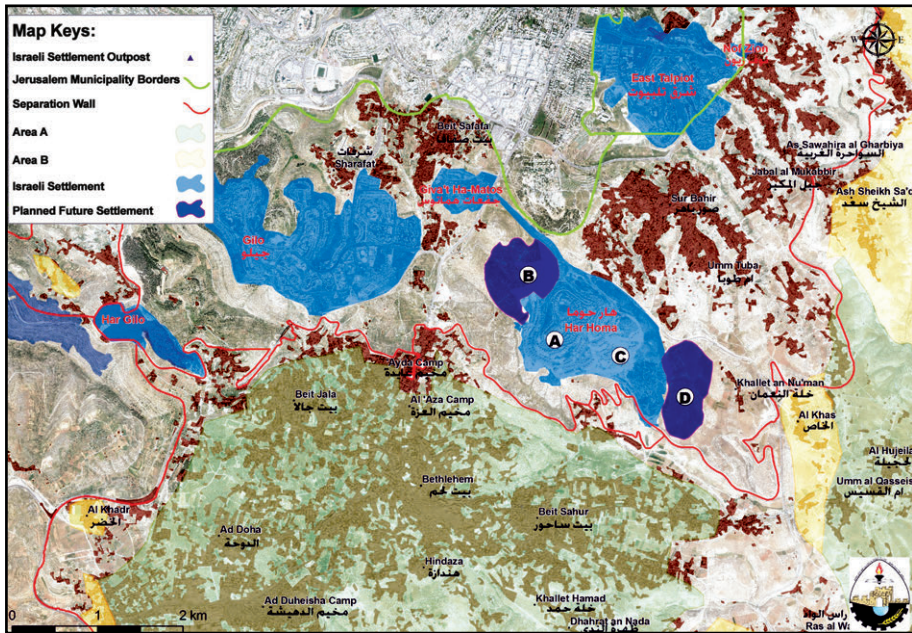 Map Keys:
Israeli Settlement Outpost
Jerusalem Municipality Borders
Separation Wall
Area A
Area B
Israeli Settlement
Planned Future Settlement
W
E
Nof Zion
East Talpiot
شرق تلبيوت
Beit Safafa
بيت صفافا
شرفات
Sharafat
As Sawahira al Gharbiya
السواحرة الغربية
Jabal al Mukabbir
جبل المكبر
Ash Sheikh Sa'd
الشيخ سعد
Giva't Ha-Matos
جفعات همتوس
Sur Bahir
صور باهر
Gilo
جيلو
Umm Tuba
ام طوبا
B
هار حوما
Har Homa
A
C
D
Har Gilo
Ayda Camp
مخيم عايدة
Khallet an Nu'man
خلة النعمان
Beit Jala
بيت جالا
Al 'Aza Camp
مخيم العزة
Al Khas
الخاص
Al Hujeila
Bethlehem
بيت لحم
Umm al Qasseis
ام القسيس
Al Khadr
الخضر
Ad Doha
الدوحة
Beit Sahur
بيت ساحور
Hindaza
هندازة
Ad Duheisha Camp
مخيم الدهيشة
Khallet Hamad
خلة حمد
Dhahrat an Nada
ظهرة الندى
Ras al Wa
0 1 2 km